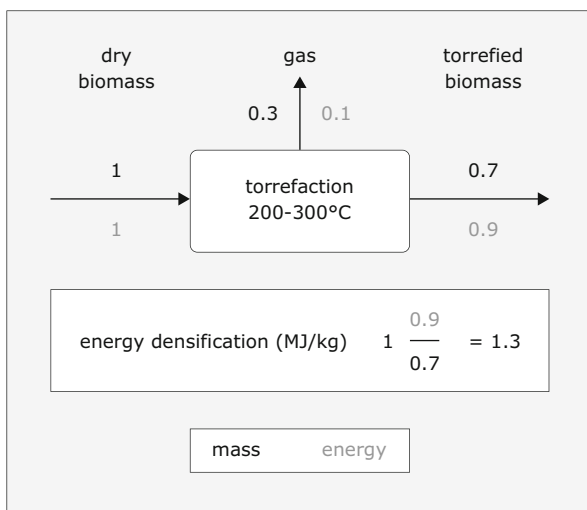 dry
biomass
gas
torrefied
biomass
0.3 0.1
1
1
torrefaction
200-300°C
0.7
0.9
energy densification (MJ/kg) 1 0.9 = 1.3
0.7
mass energy